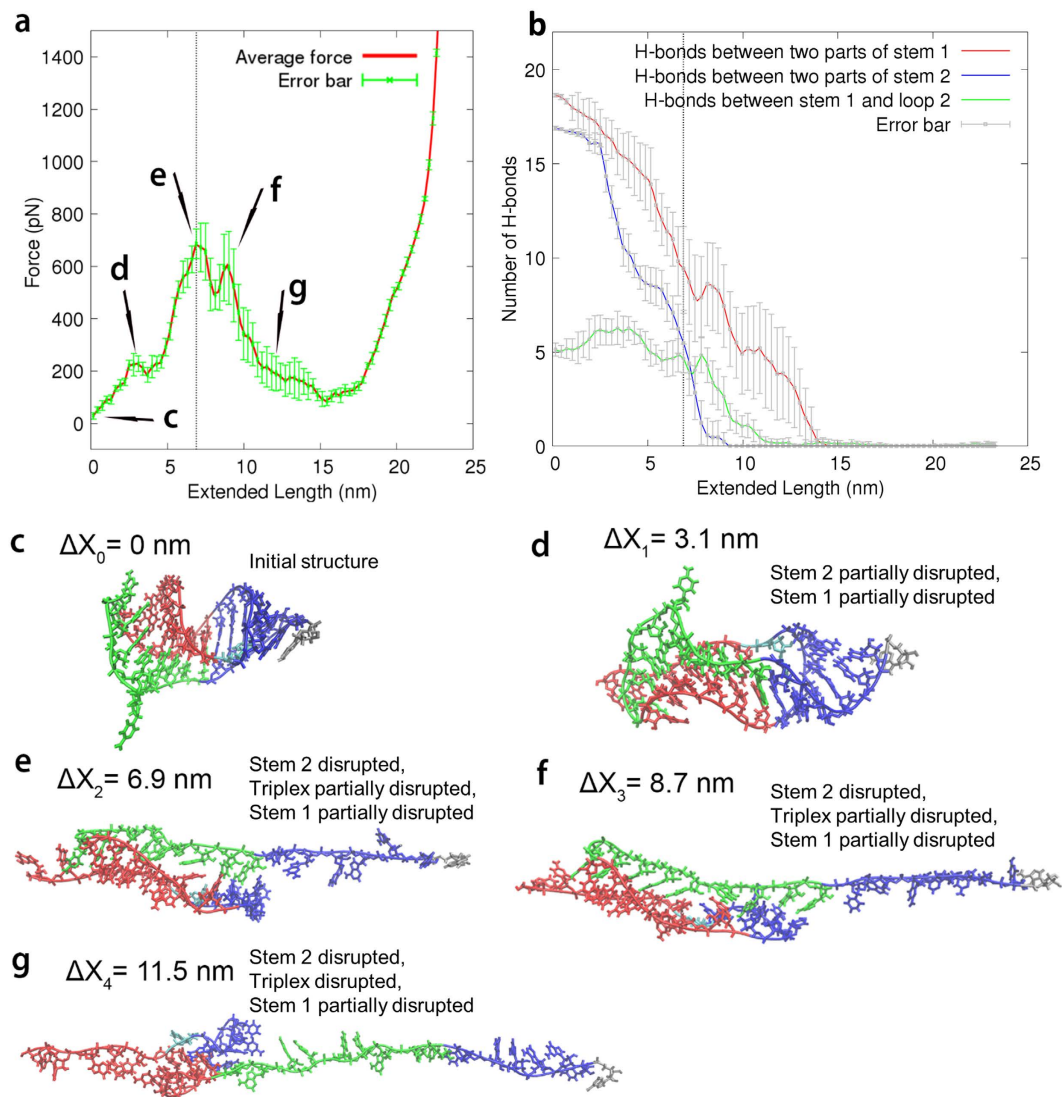 a
1400
1200
1000
800
600
400
200
0
Force (pN)
Average force
Error bar
c
d
e
f
g
0 5 10 15 20 25
Extended Length (nm)
b
20
15
10
5
0
Number of H-bonds
H-bonds between two parts of stem 1
H-bonds between two parts of stem 2
H-bonds between stem 1 and loop 2
Error bar
0 5 10 15 20 25
Extended Length (nm)
c
ΔX₀= 0 nm
Initial structure
d
ΔX₁= 3.1 nm
Stem 2 partially disrupted,
Stem 1 partially disrupted
e
ΔX₂= 6.9 nm
Stem 2 disrupted,
Triplex partially disrupted,
Stem 1 partially disrupted
f
ΔX₃= 8.7 nm
Stem 2 disrupted,
Triplex partially disrupted,
Stem 1 partially disrupted
g
ΔX₄= 11.5 nm
Stem 2 disrupted,
Triplex disrupted,
Stem 1 partially disrupted